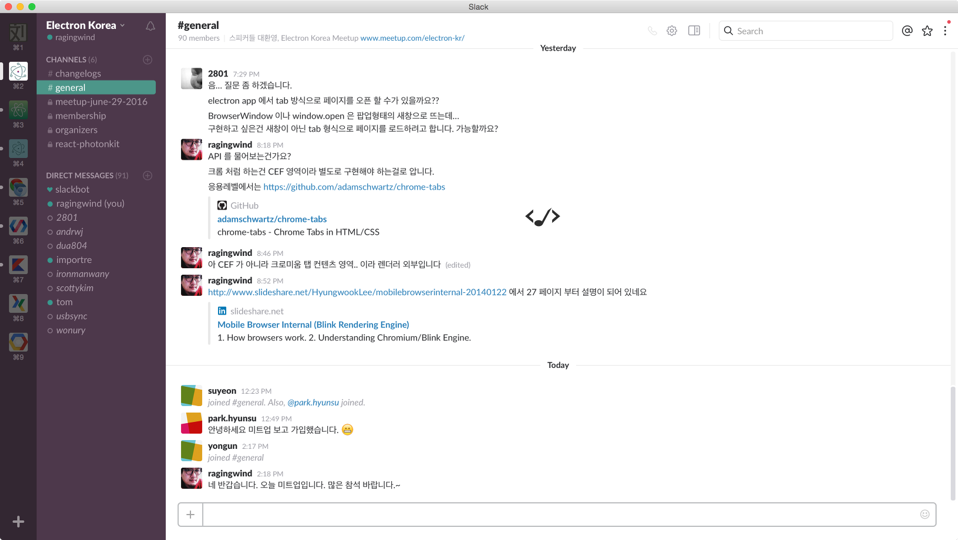 Slack
⌘1
⌘2
⌘3
⌘4
⌘5
⌘6
⌘7
⌘8
⌘9
Electron Korea
ragingwind
CHANNELS (6)
# changelogs
# general
meetup-june-29-2016
membership
organizers
react-photonkit
DIRECT MESSAGES (91)
slackbot
ragingwind (you)
2801
andrwj
dua804
importre
ironmanwany
scottykim
tom
usbsync
wonury
#general
90 members | 스피커를 대환영, Electron Korea Meetup www.meetup.com/electron-kr/
Search
Yesterday
2801 7:29 PM
음... 질문 좀 하겠습니다.
electron app 에서 tab 방식으로 페이지를 오픈 할 수가 있을까요??
BrowserWindow 이나 window.open 은 팝업형태의 새창으로 뜨는데...
구현하고 싶은건 새창이 아닌 tab 형식으로 페이지를 로드하려고 합니다. 가능할까요?
ragingwind 8:18 PM
API 를 물어보는건가요?
크롬 처럼 하는건 CEF 영역이라 별도로 구현해야 하는걸로 압니다.
응용레벨에서는 https://github.com/adamschwartz/chrome-tabs
GitHub
adamschwartz/chrome-tabs
chrome-tabs - Chrome Tabs in HTML/CSS
ragingwind 8:46 PM
아 CEF 가 아니라 크로미움 탭 컨텐츠 영역.. 이라 렌더러 외부입니다 (edited)
ragingwind 8:52 PM
http://www.slideshare.net/HyungwookLee/mobilebrowserinternal-20140122 에서 27 페이지 부터 설명이 되어 있네요
slideshare.net
Mobile Browser Internal (Blink Rendering Engine)
1. How browsers work. 2. Understanding Chromium/Blink Engine.
Today
suyeon 12:23 PM
joined #general. Also, @park.hyunsu joined.
park.hyunsu 12:49 PM
안녕하세요 미트업 보고 가입했습니다. 😁
yongun 2:17 PM
joined #general
ragingwind 2:18 PM
네 반갑습니다. 오늘 미트업입니다. 많은 참석 바랍니다.~